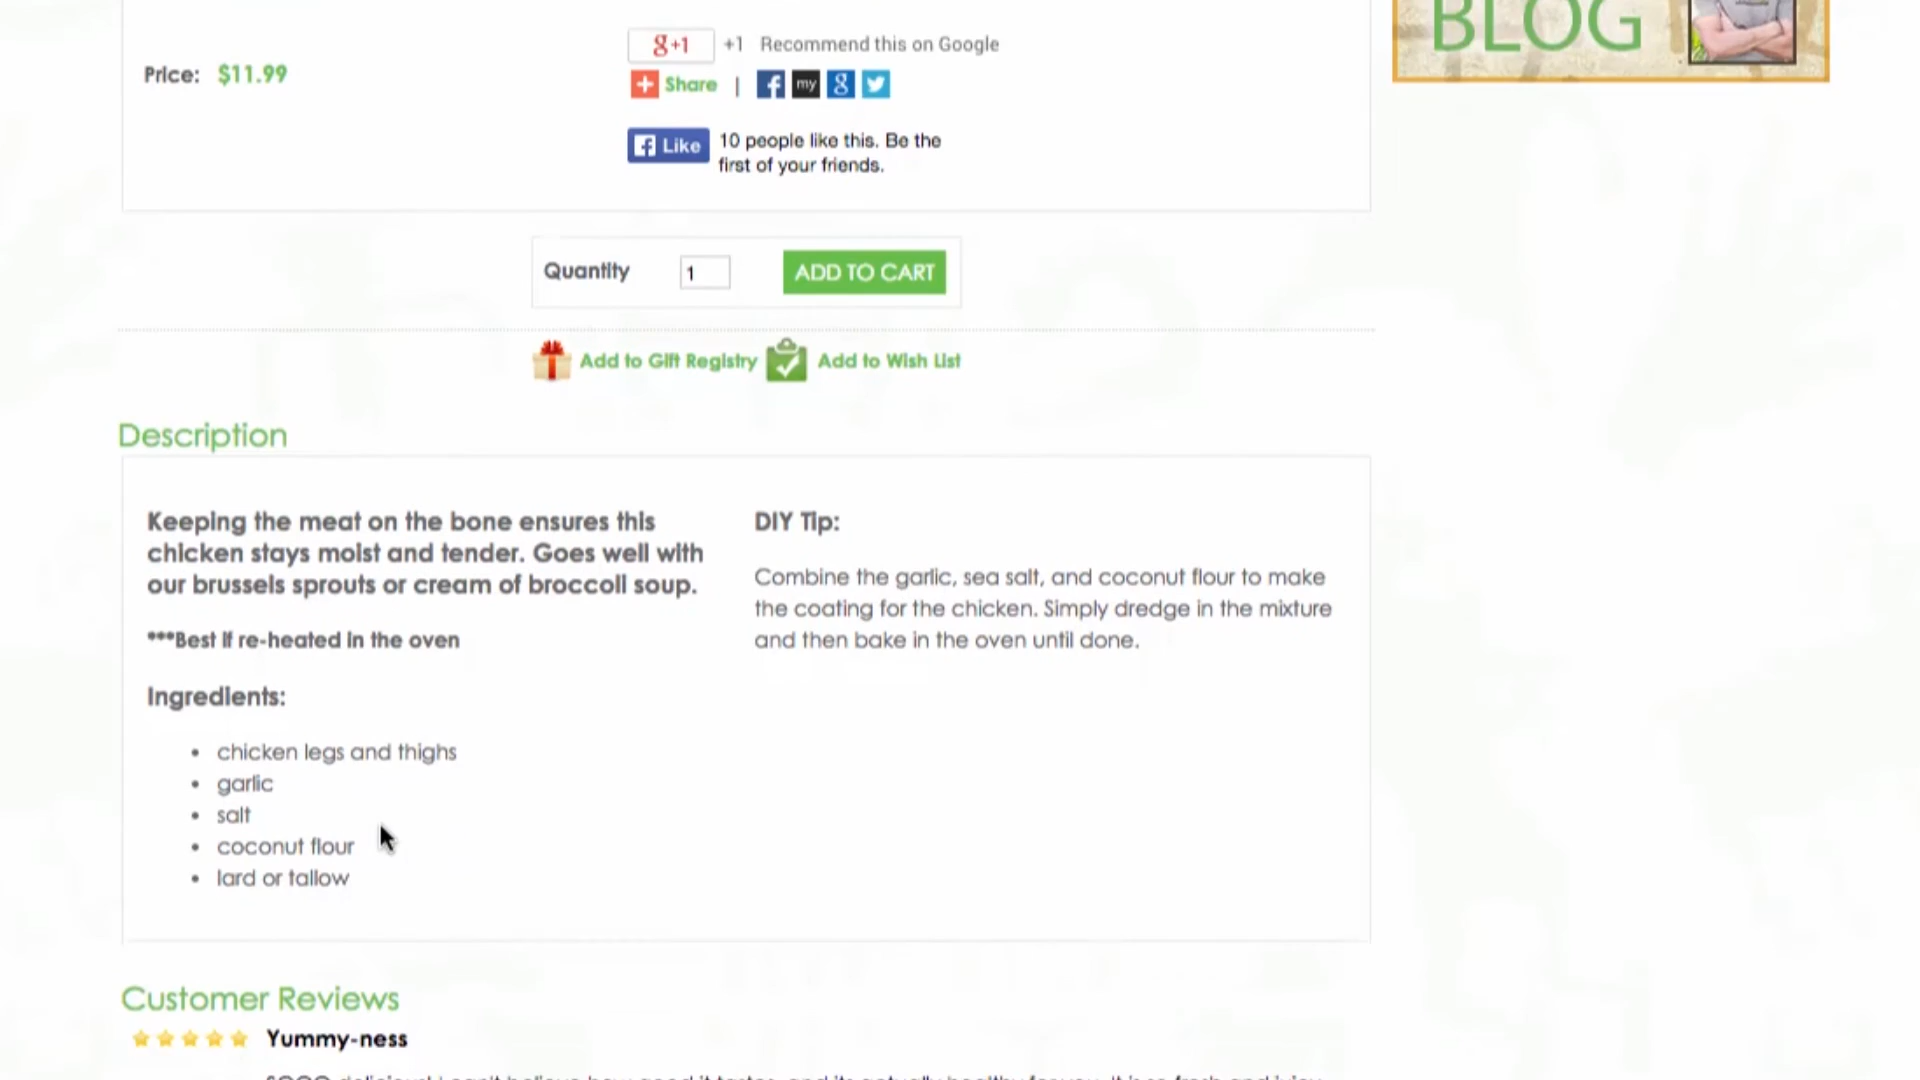 BLOG
g+1 +1 Recommend this on Google
Price: $11.99
Share | f my g
Like 10 people like this. Be the
first of your friends.
Quantity 1 ADD TO CART
Add to Gift Registry Add to Wish List
Description
Keeping the meat on the bone ensures this
chicken stays moist and tender. Goes well with
our brussels sprouts or cream of broccoli soup.
***Best if re-heated in the oven
Ingredients:
• chicken legs and thighs
• garlic
• salt
• coconut flour
• lard or tallow
DIY Tip:
Combine the garlic, sea salt, and coconut flour to make
the coating for the chicken. Simply dredge in the mixture
and then bake in the oven until done.
Customer Reviews
Yummy-ness